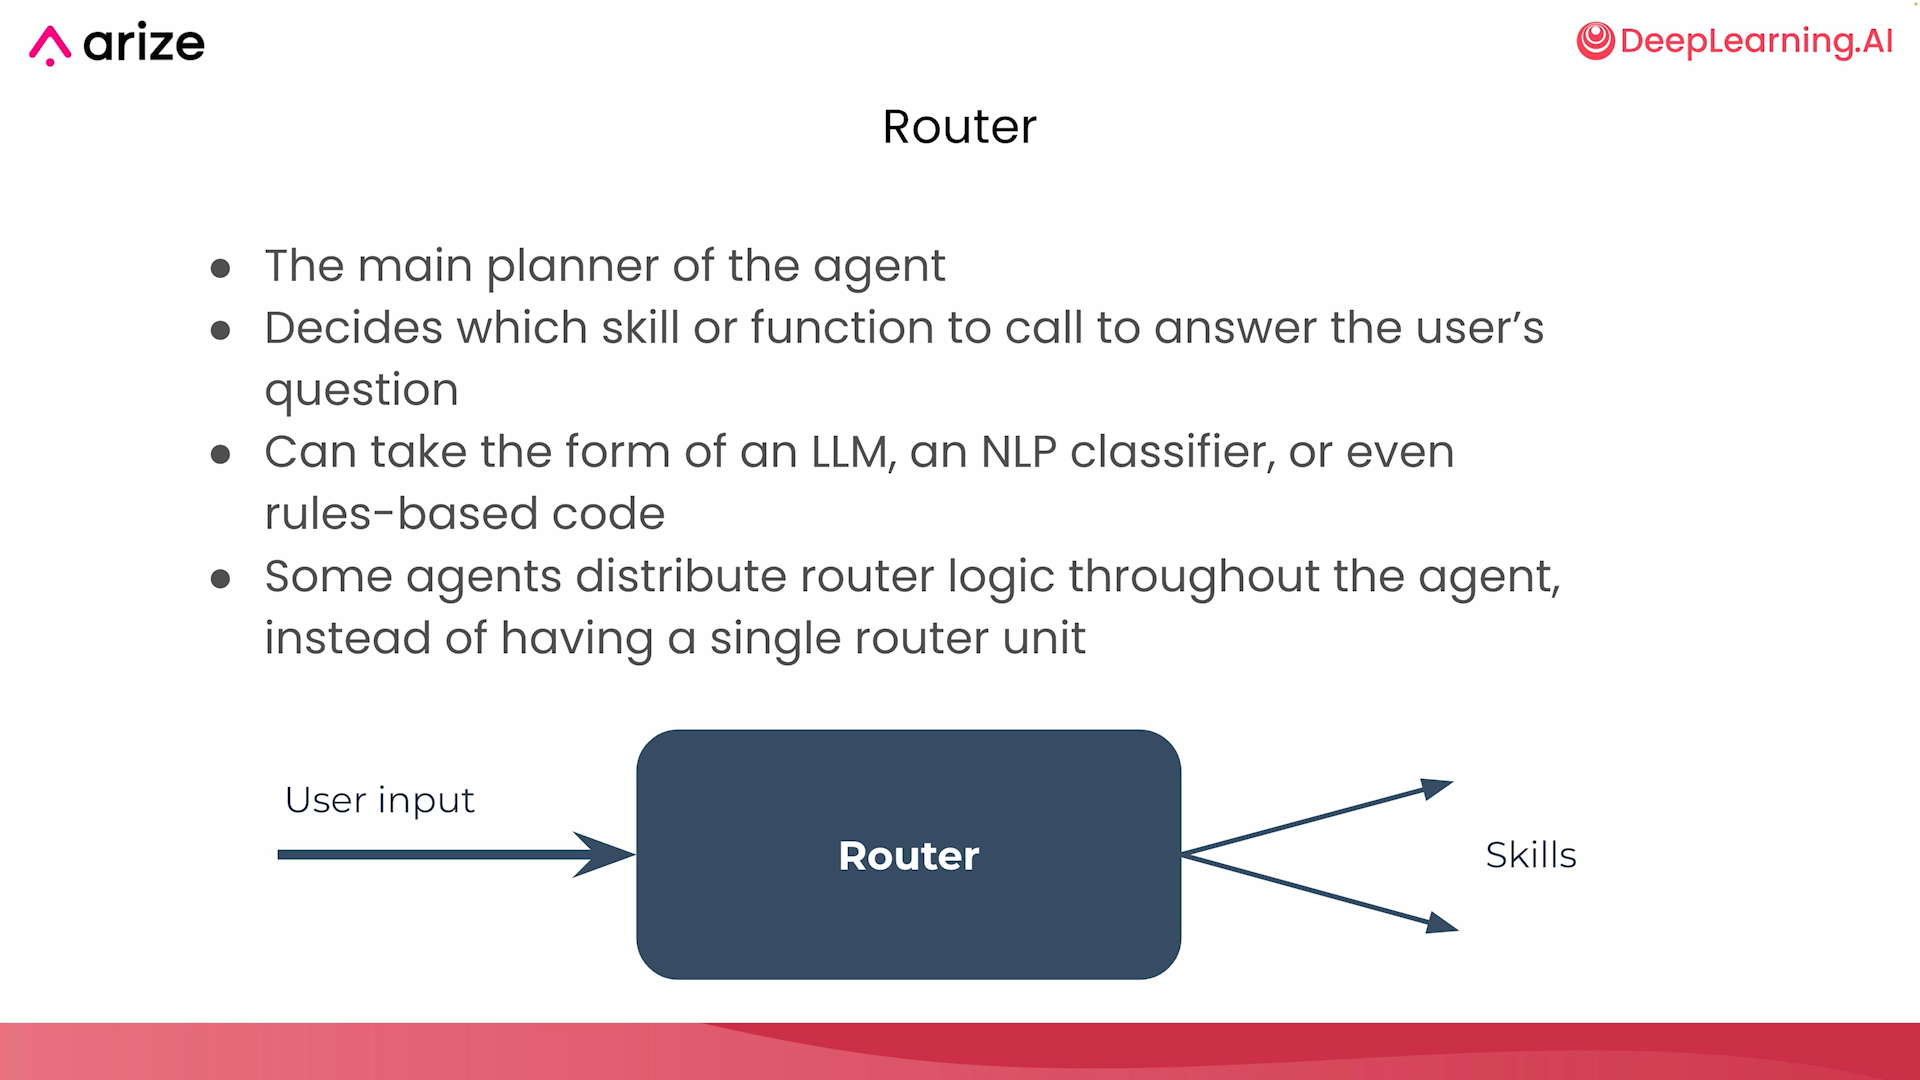 arize
DeepLearning.AI
Router
● The main planner of the agent
● Decides which skill or function to call to answer the user’s
question
● Can take the form of an LLM, an NLP classifier, or even
rules-based code
● Some agents distribute router logic throughout the agent,
instead of having a single router unit
User input
Router
Skills